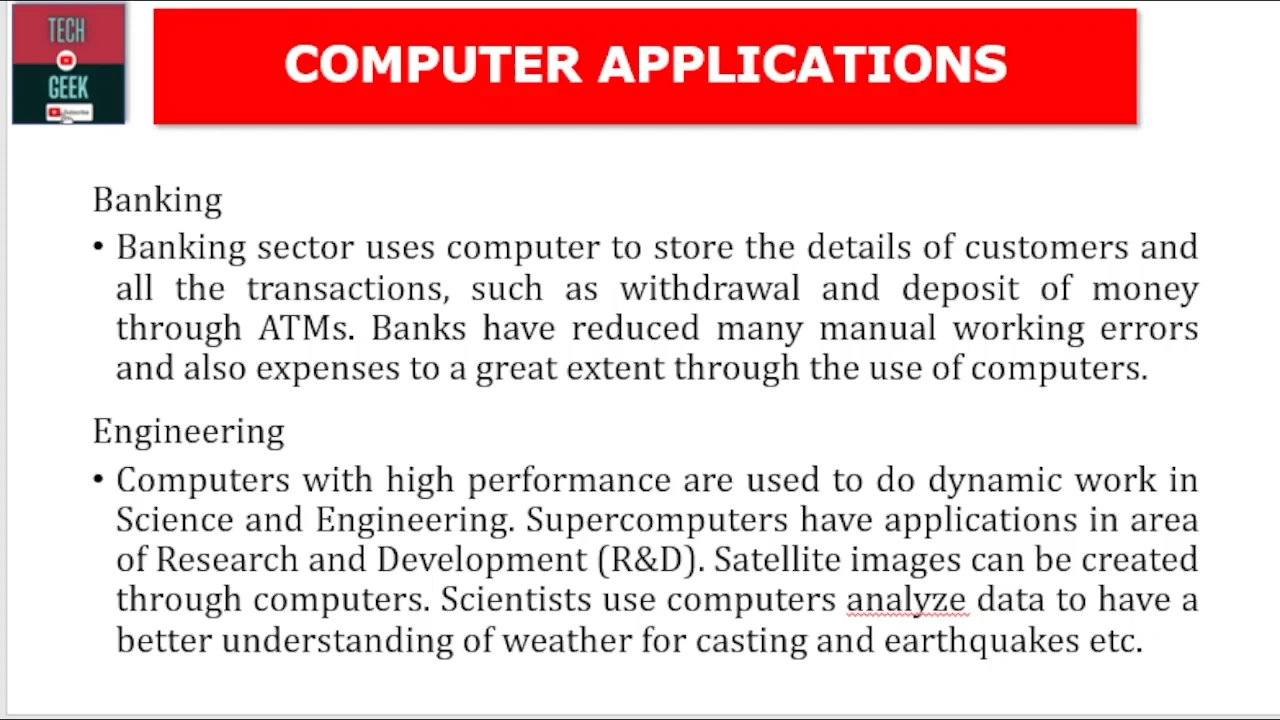 TECH
GEEK
Subscribe
COMPUTER APPLICATIONS
Banking
• Banking sector uses computer to store the details of customers and
all the transactions, such as withdrawal and deposit of money
through ATMs. Banks have reduced many manual working errors
and also expenses to a great extent through the use of computers.
Engineering
• Computers with high performance are used to do dynamic work in
Science and Engineering. Supercomputers have applications in area
of Research and Development (R&D). Satellite images can be created
through computers. Scientists use computers analyze data to have a
better understanding of weather for casting and earthquakes etc.